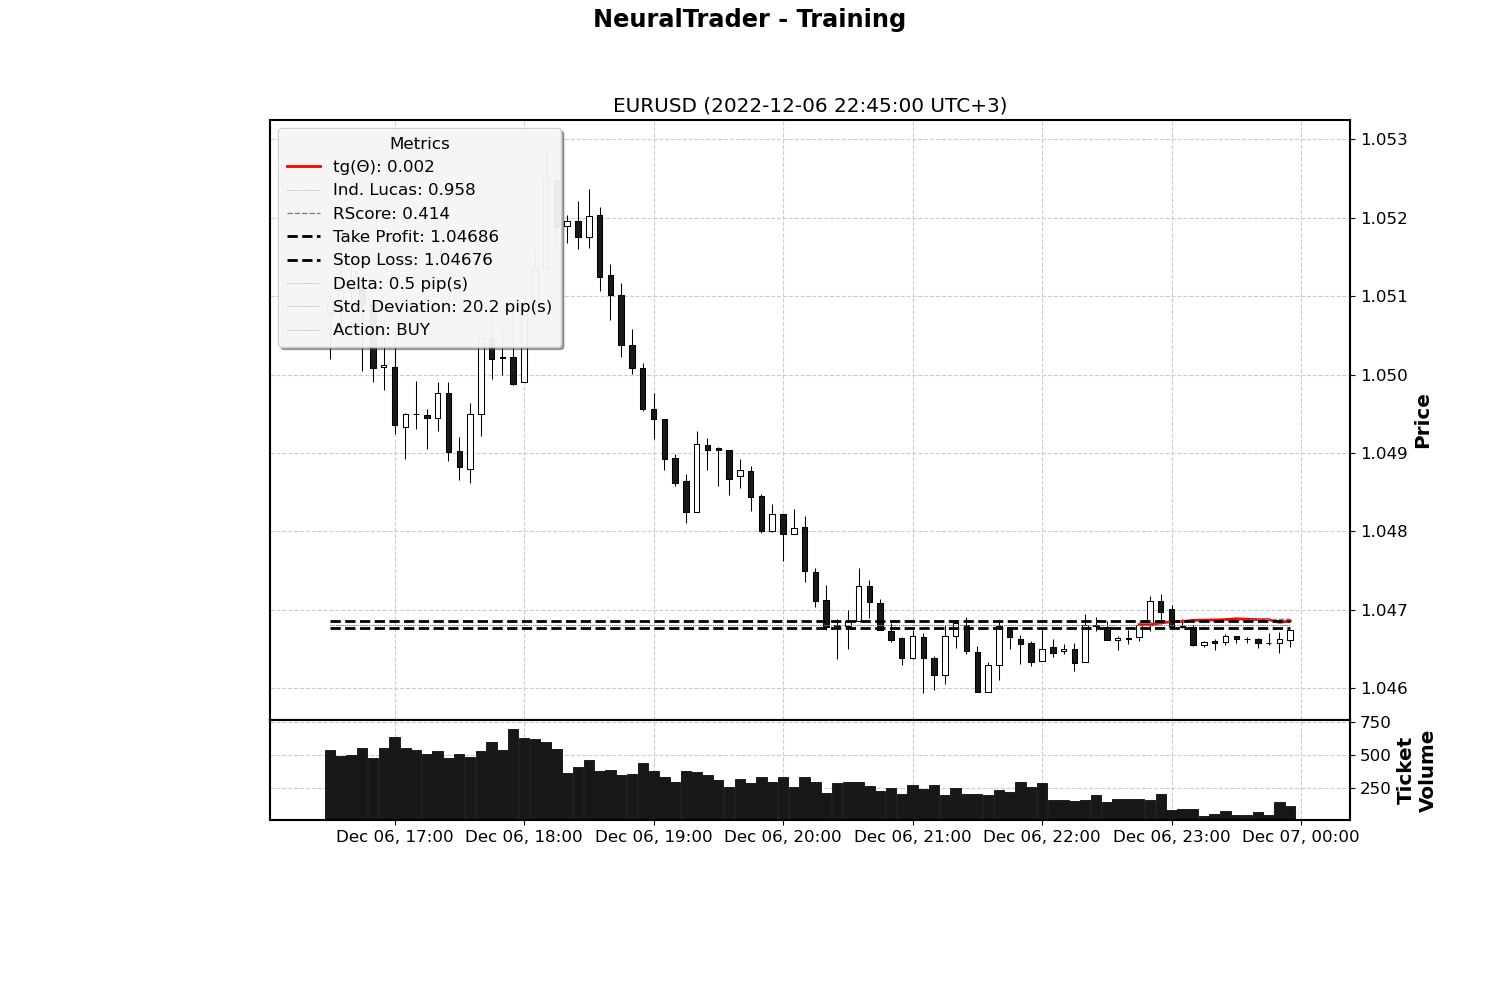 NeuralTrader - Training
EURUSD (2022-12-06 22:45:00 UTC+3)
Metrics
tg(Θ): 0.002
Ind. Lucas: 0.958
RScore: 0.414
Take Profit: 1.04686
Stop Loss: 1.04676
Delta: 0.5 pip(s)
Std. Deviation: 20.2 pip(s)
Action: BUY
1.053
1.052
1.051
1.050
1.049
1.048
1.047
1.046
Price
750
500
250
Ticket
Volume
Dec 06, 17:00
Dec 06, 18:00
Dec 06, 19:00
Dec 06, 20:00
Dec 06, 21:00
Dec 06, 22:00
Dec 06, 23:00
Dec 07, 00:00